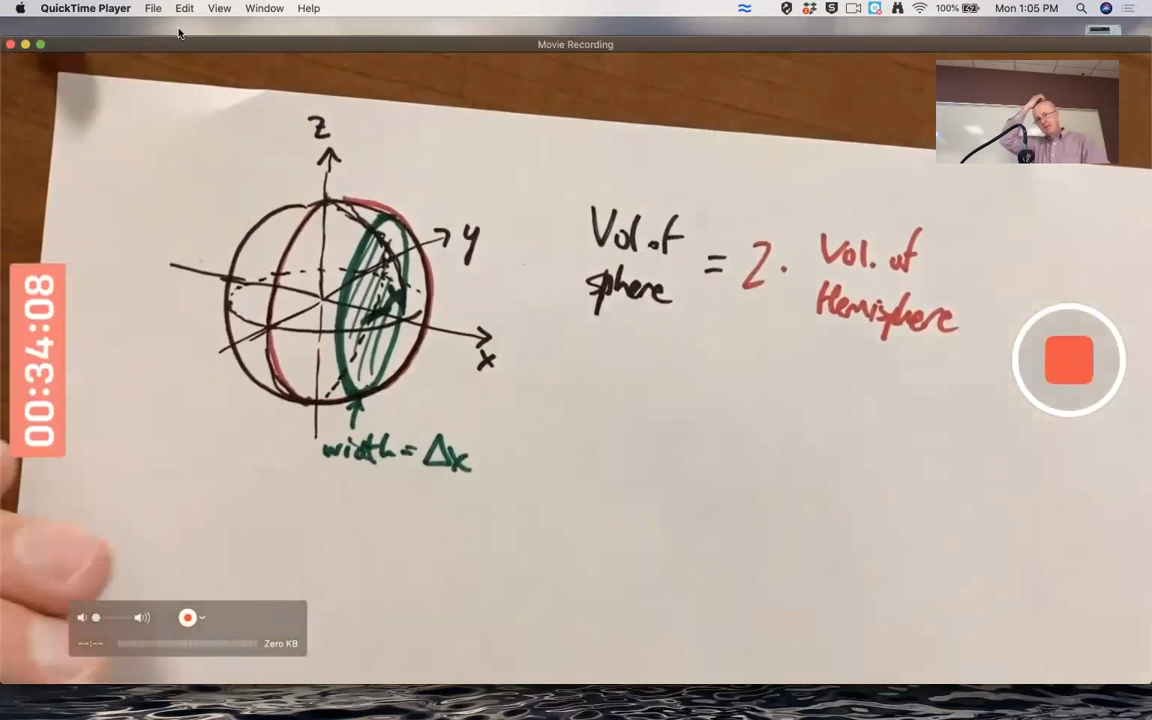 QuickTime Player File Edit View Window Help 100% Mon 1:05 PM
Movie Recording
z
y
x
width = Δx
Vol. of
sphere
= 2 ·
Vol. of
Hemisphere
00:34:08
--:-- Zero KB